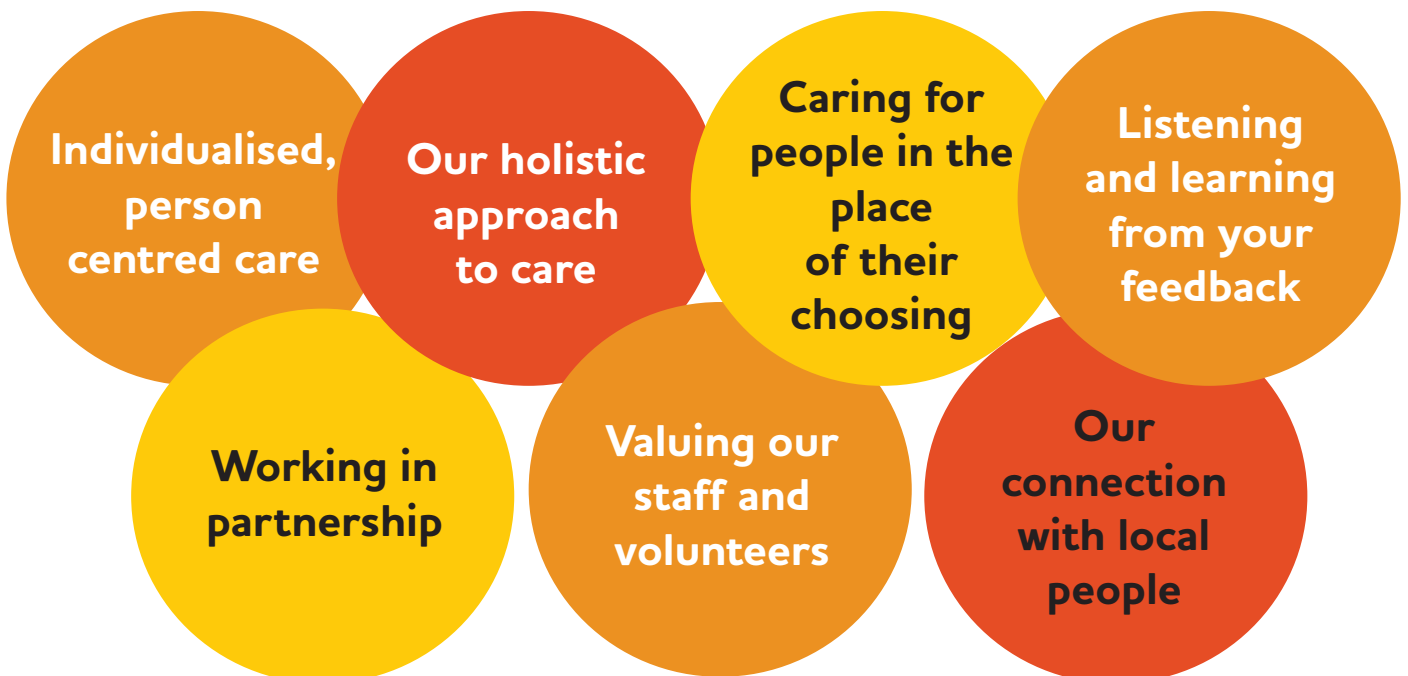 Individualised,
person
centred care
Our holistic
approach
to care
Caring for
people in the
place
of their
choosing
Listening
and learning
from your
feedback
Working in
partnership
Valuing our
staff and
volunteers
Our
connection
with local
people